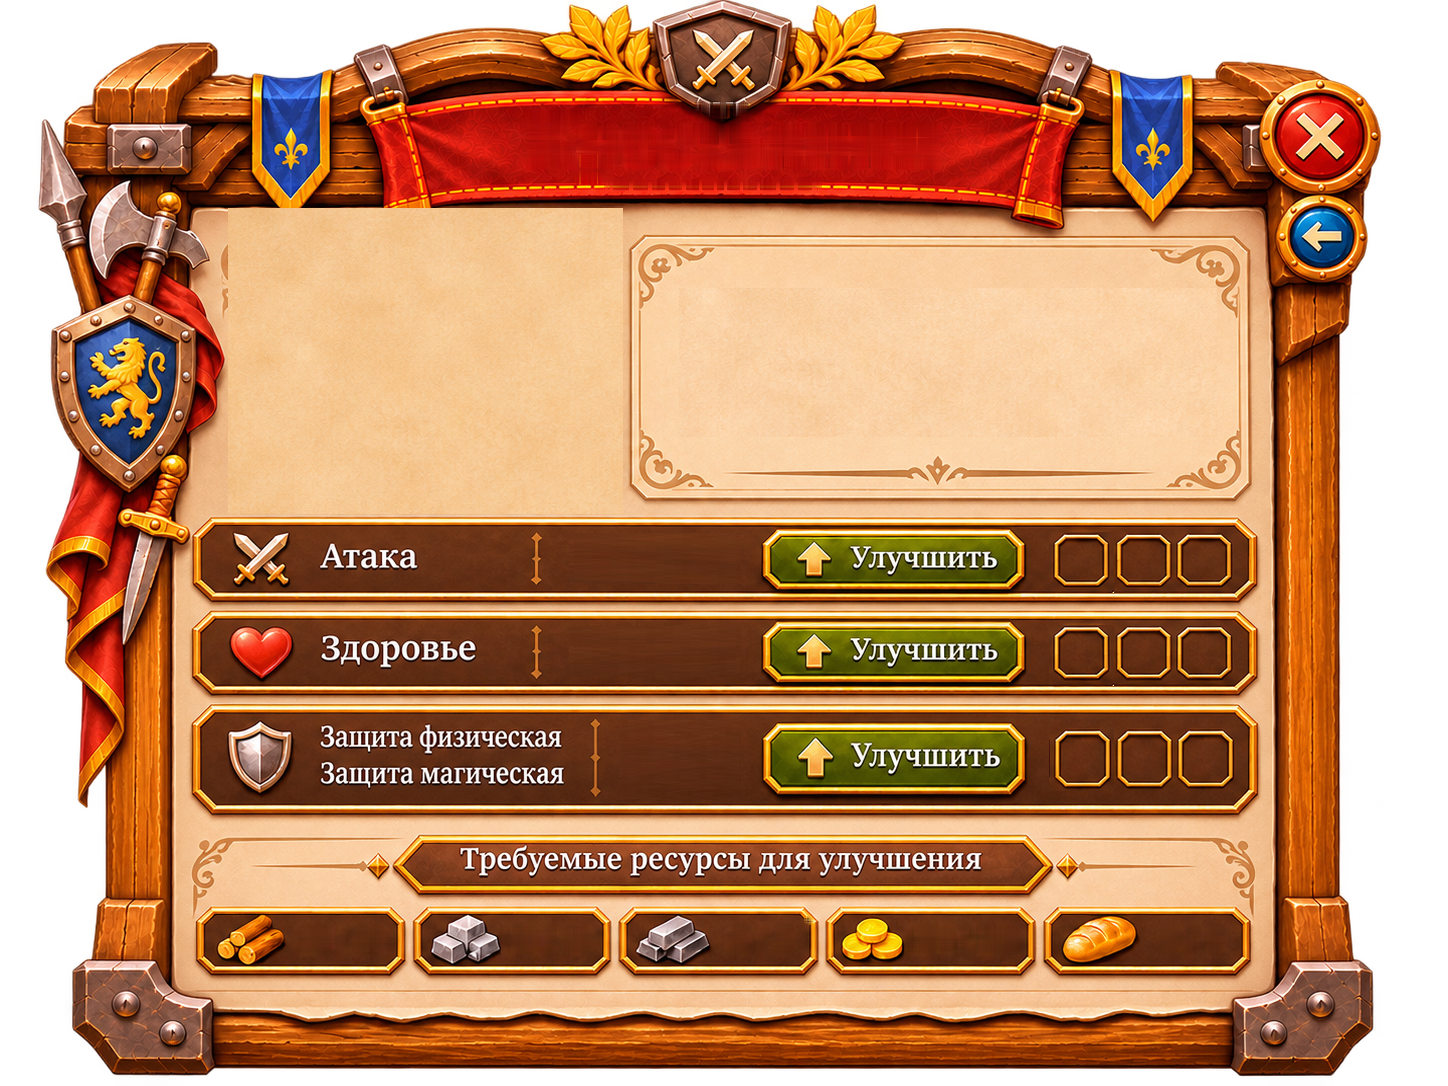 Атака
Улучшить
Здоровье
Улучшить
Защита физическая
Защита магическая
Улучшить
Требуемые ресурсы для улучшения